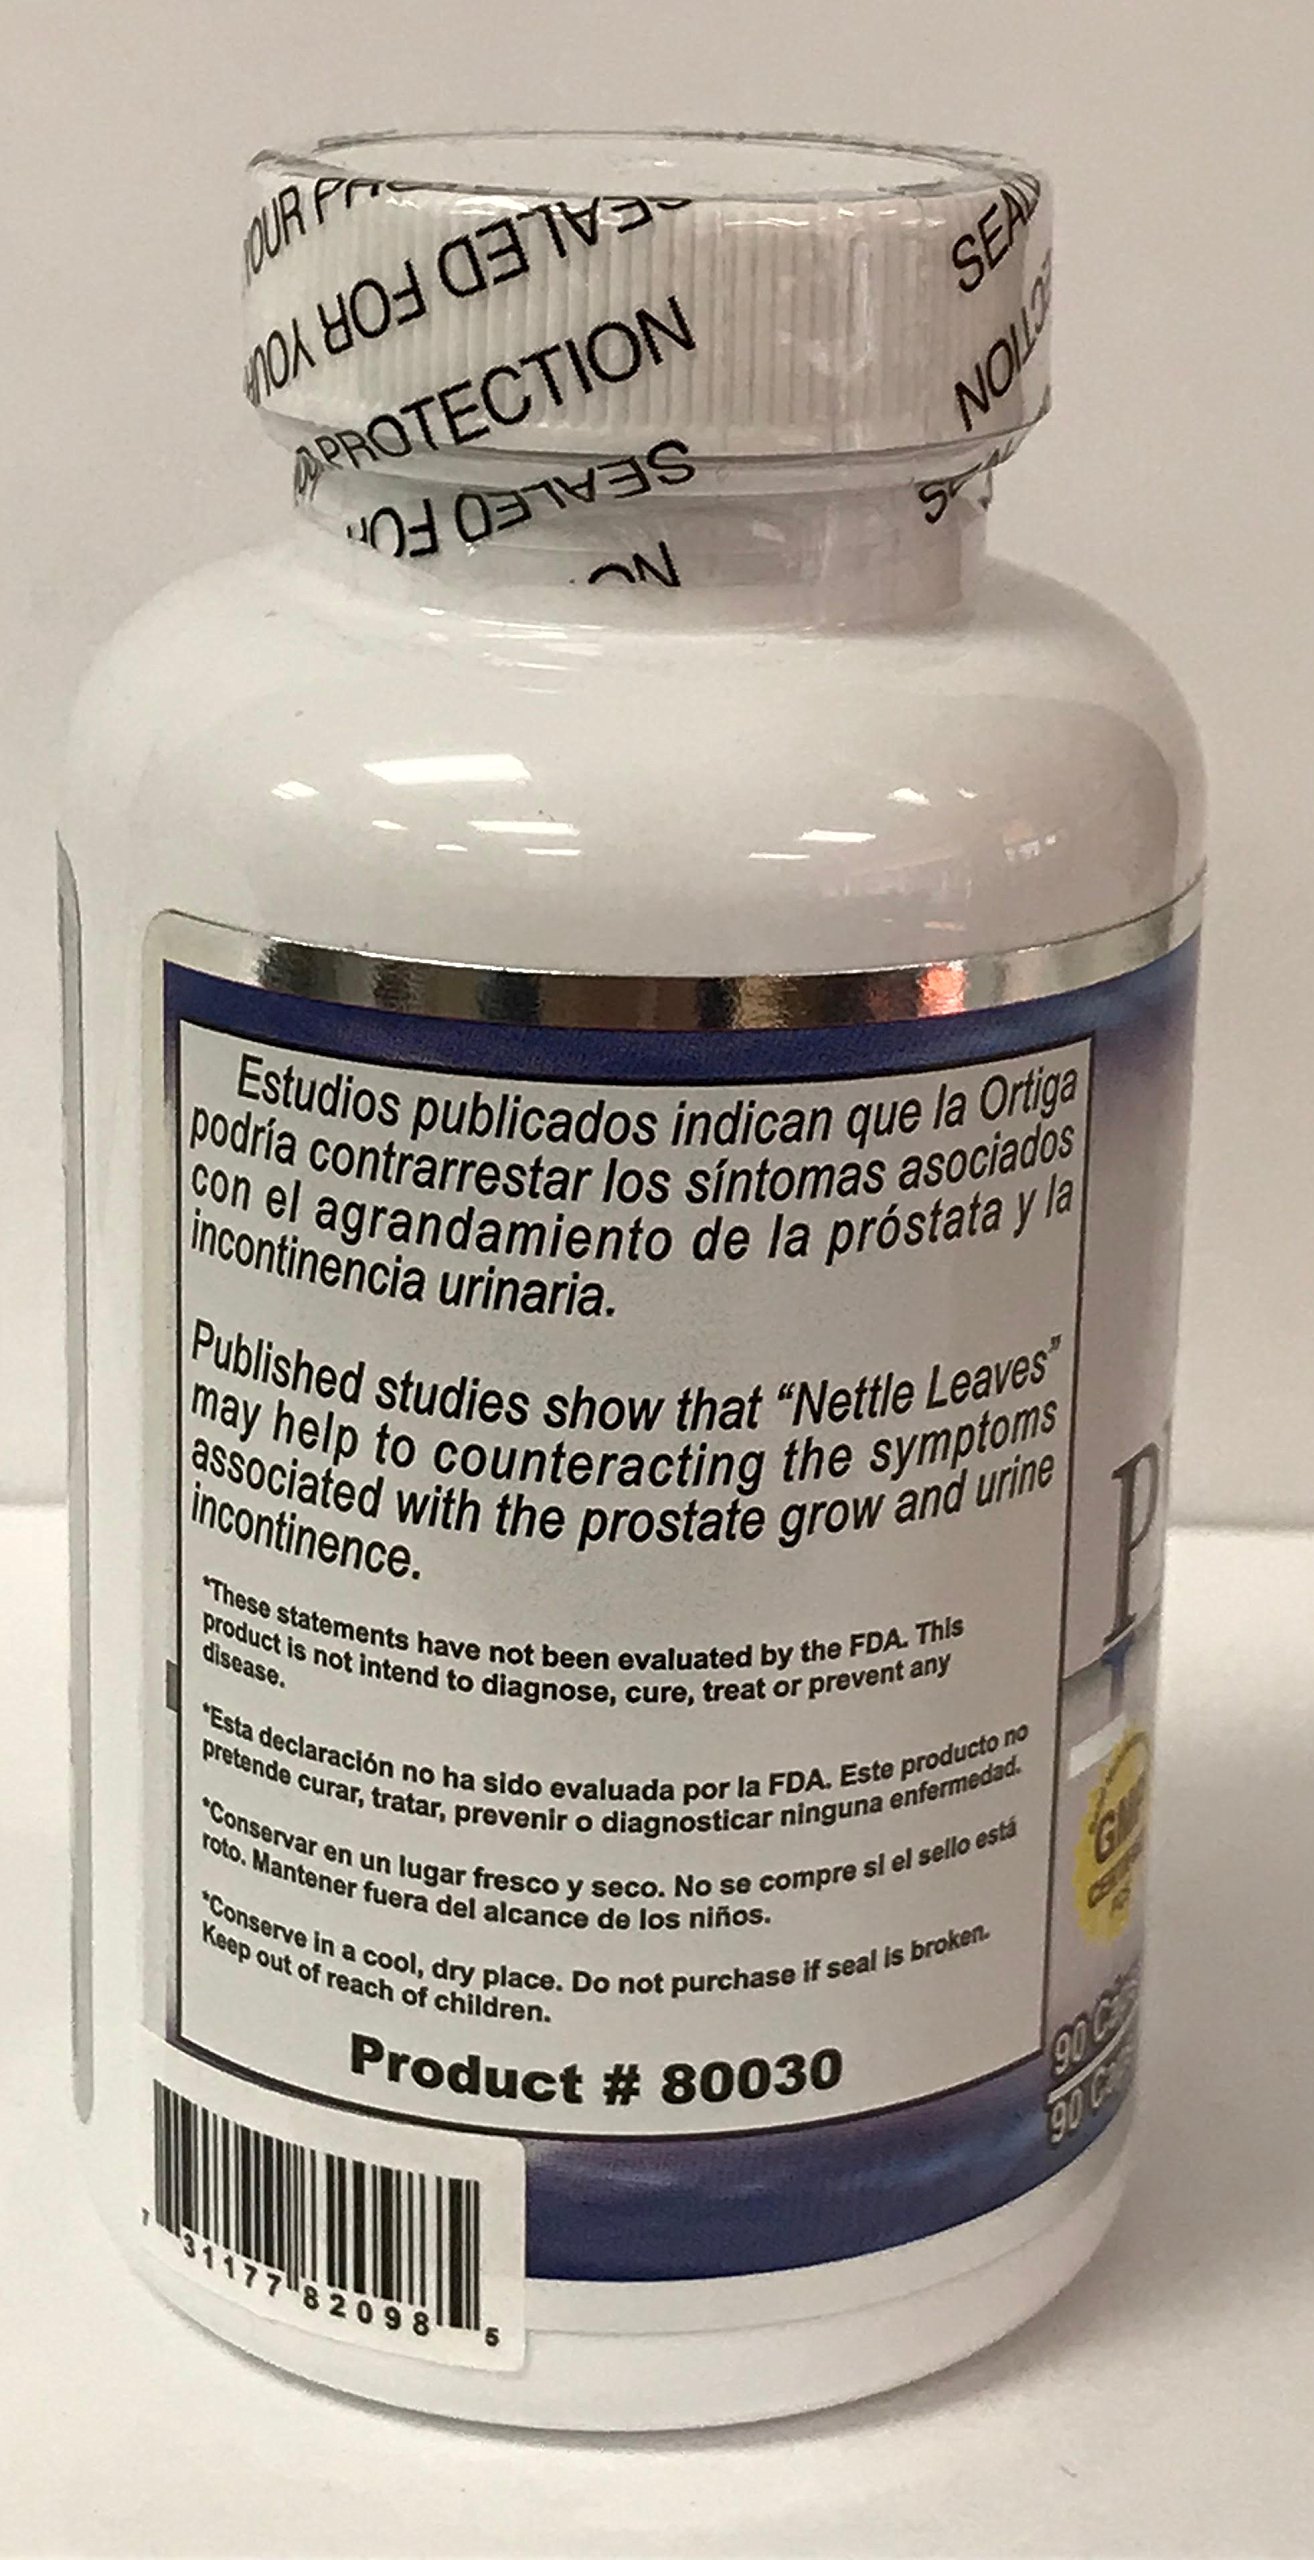 YOUR
SEALED FOR YOUR
PROTECTION
SEALED FOR
SEAL
Estudios publicados indican que la Ortiga
podría contrarrestar los síntomas asociados
con el agrandamiento de la próstata y la
incontinencia urinaria.
Published studies show that “Nettle Leaves”
may help to counteracting the symptoms
associated with the prostate grow and urine
incontinence.
*These statements have not been evaluated by the FDA. This
product is not intend to diagnose, cure, treat or prevent any
disease.
*Esta declaración no ha sido evaluada por la FDA. Este producto no
pretende curar, tratar, prevenir o diagnosticar ninguna enfermedad.
*Conservar en un lugar fresco y seco. No se compre si el sello está
roto. Mantener fuera del alcance de los niños.
*Conserve in a cool, dry place. Do not purchase if seal is broken.
Keep out of reach of children.
Product # 80030
7 31177 82098 5
GMP
90
90